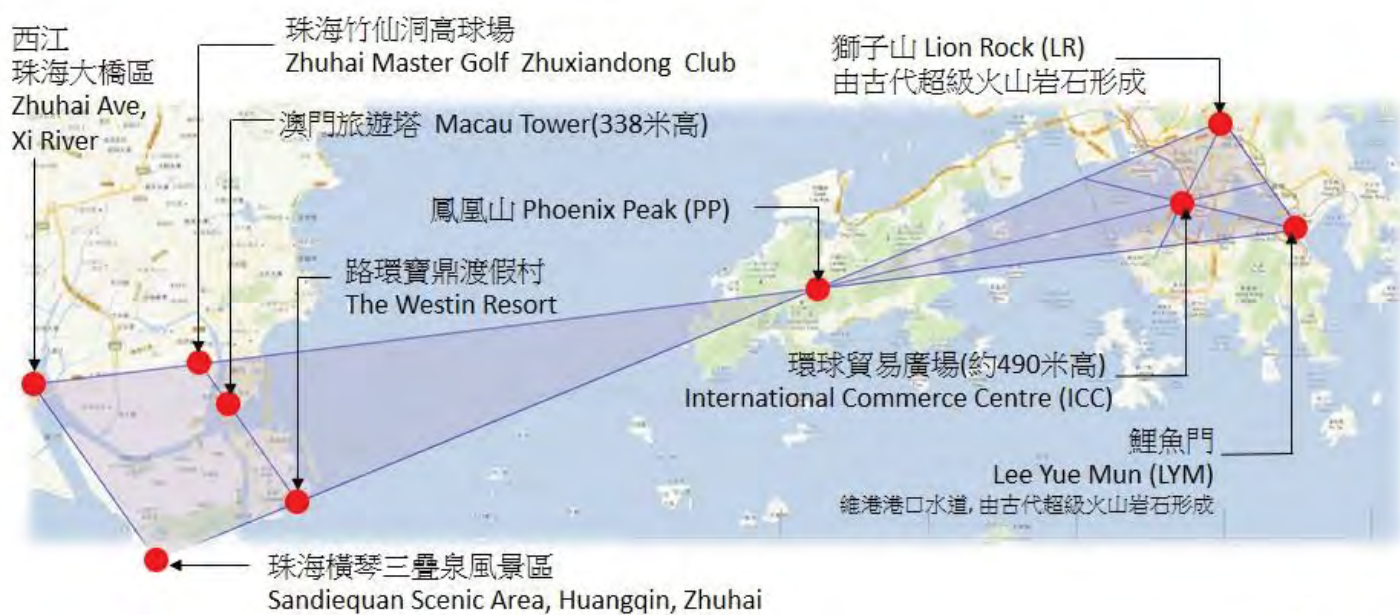 西江
珠海大橋區
Zhuhai Ave,
Xi River
珠海竹仙洞高球場
Zhuhai Master Golf Zhuxiandong Club
澳門旅遊塔 Macau Tower(338米高)
獅子山 Lion Rock (LR)
由古代超級火山岩石形成
鳳凰山 Phoenix Peak (PP)
路環寶鼎渡假村
The Westin Resort
環球貿易廣場(約490米高)
International Commerce Centre (ICC)
鯉魚門
Lee Yue Mun (LYM)
維港港口水道, 由古代超級火山岩石形成
珠海橫琴三疊泉風景區
Sandiequan Scenic Area, Huangqin, Zhuhai